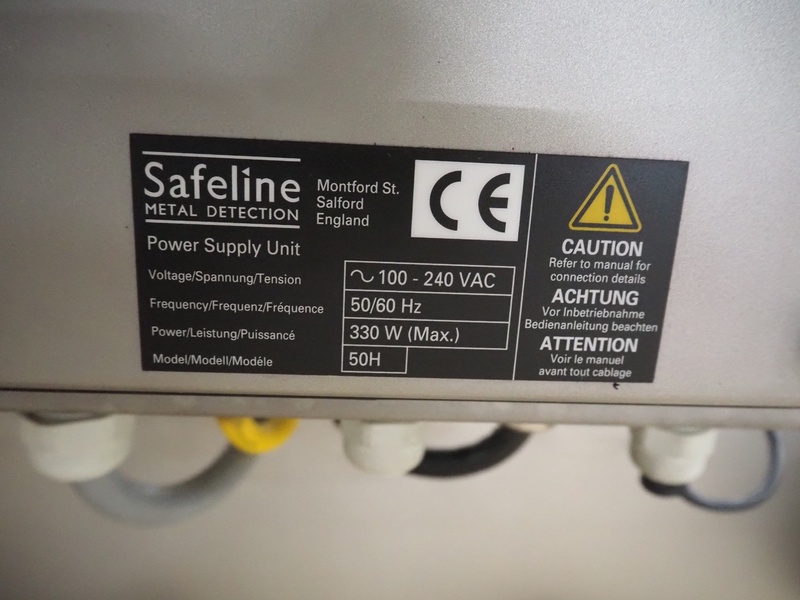 Safeline
METAL DETECTION
Montford St.
Salford
England
CE
Power Supply Unit
Voltage/Spannung/Tension
~ 100 - 240 VAC
Frequency/Frequenz/Fréquence
50/60 Hz
Power/Leistung/Puissancé
330 W (Max.)
Model/Modell/Modéle
50H
CAUTION
Refer to manual for
connection details
ACHTUNG
Vor Inbetriebnahme
Bedienanleitung beachten
ATTENTION
Voir le manuel
avant tout cablage